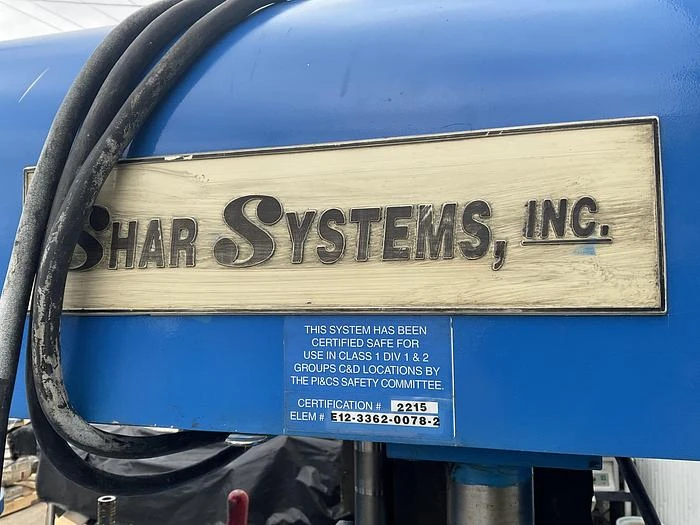 SHAR SYSTEMS, INC.
THIS SYSTEM HAS BEEN
CERTIFIED SAFE FOR
USE IN CLASS 1 DIV 1 & 2
GROUPS C&D LOCATIONS BY
THE PI&CS SAFETY COMMITTEE.
CERTIFICATION # 2215
ELEM # E12-3362-0078-2